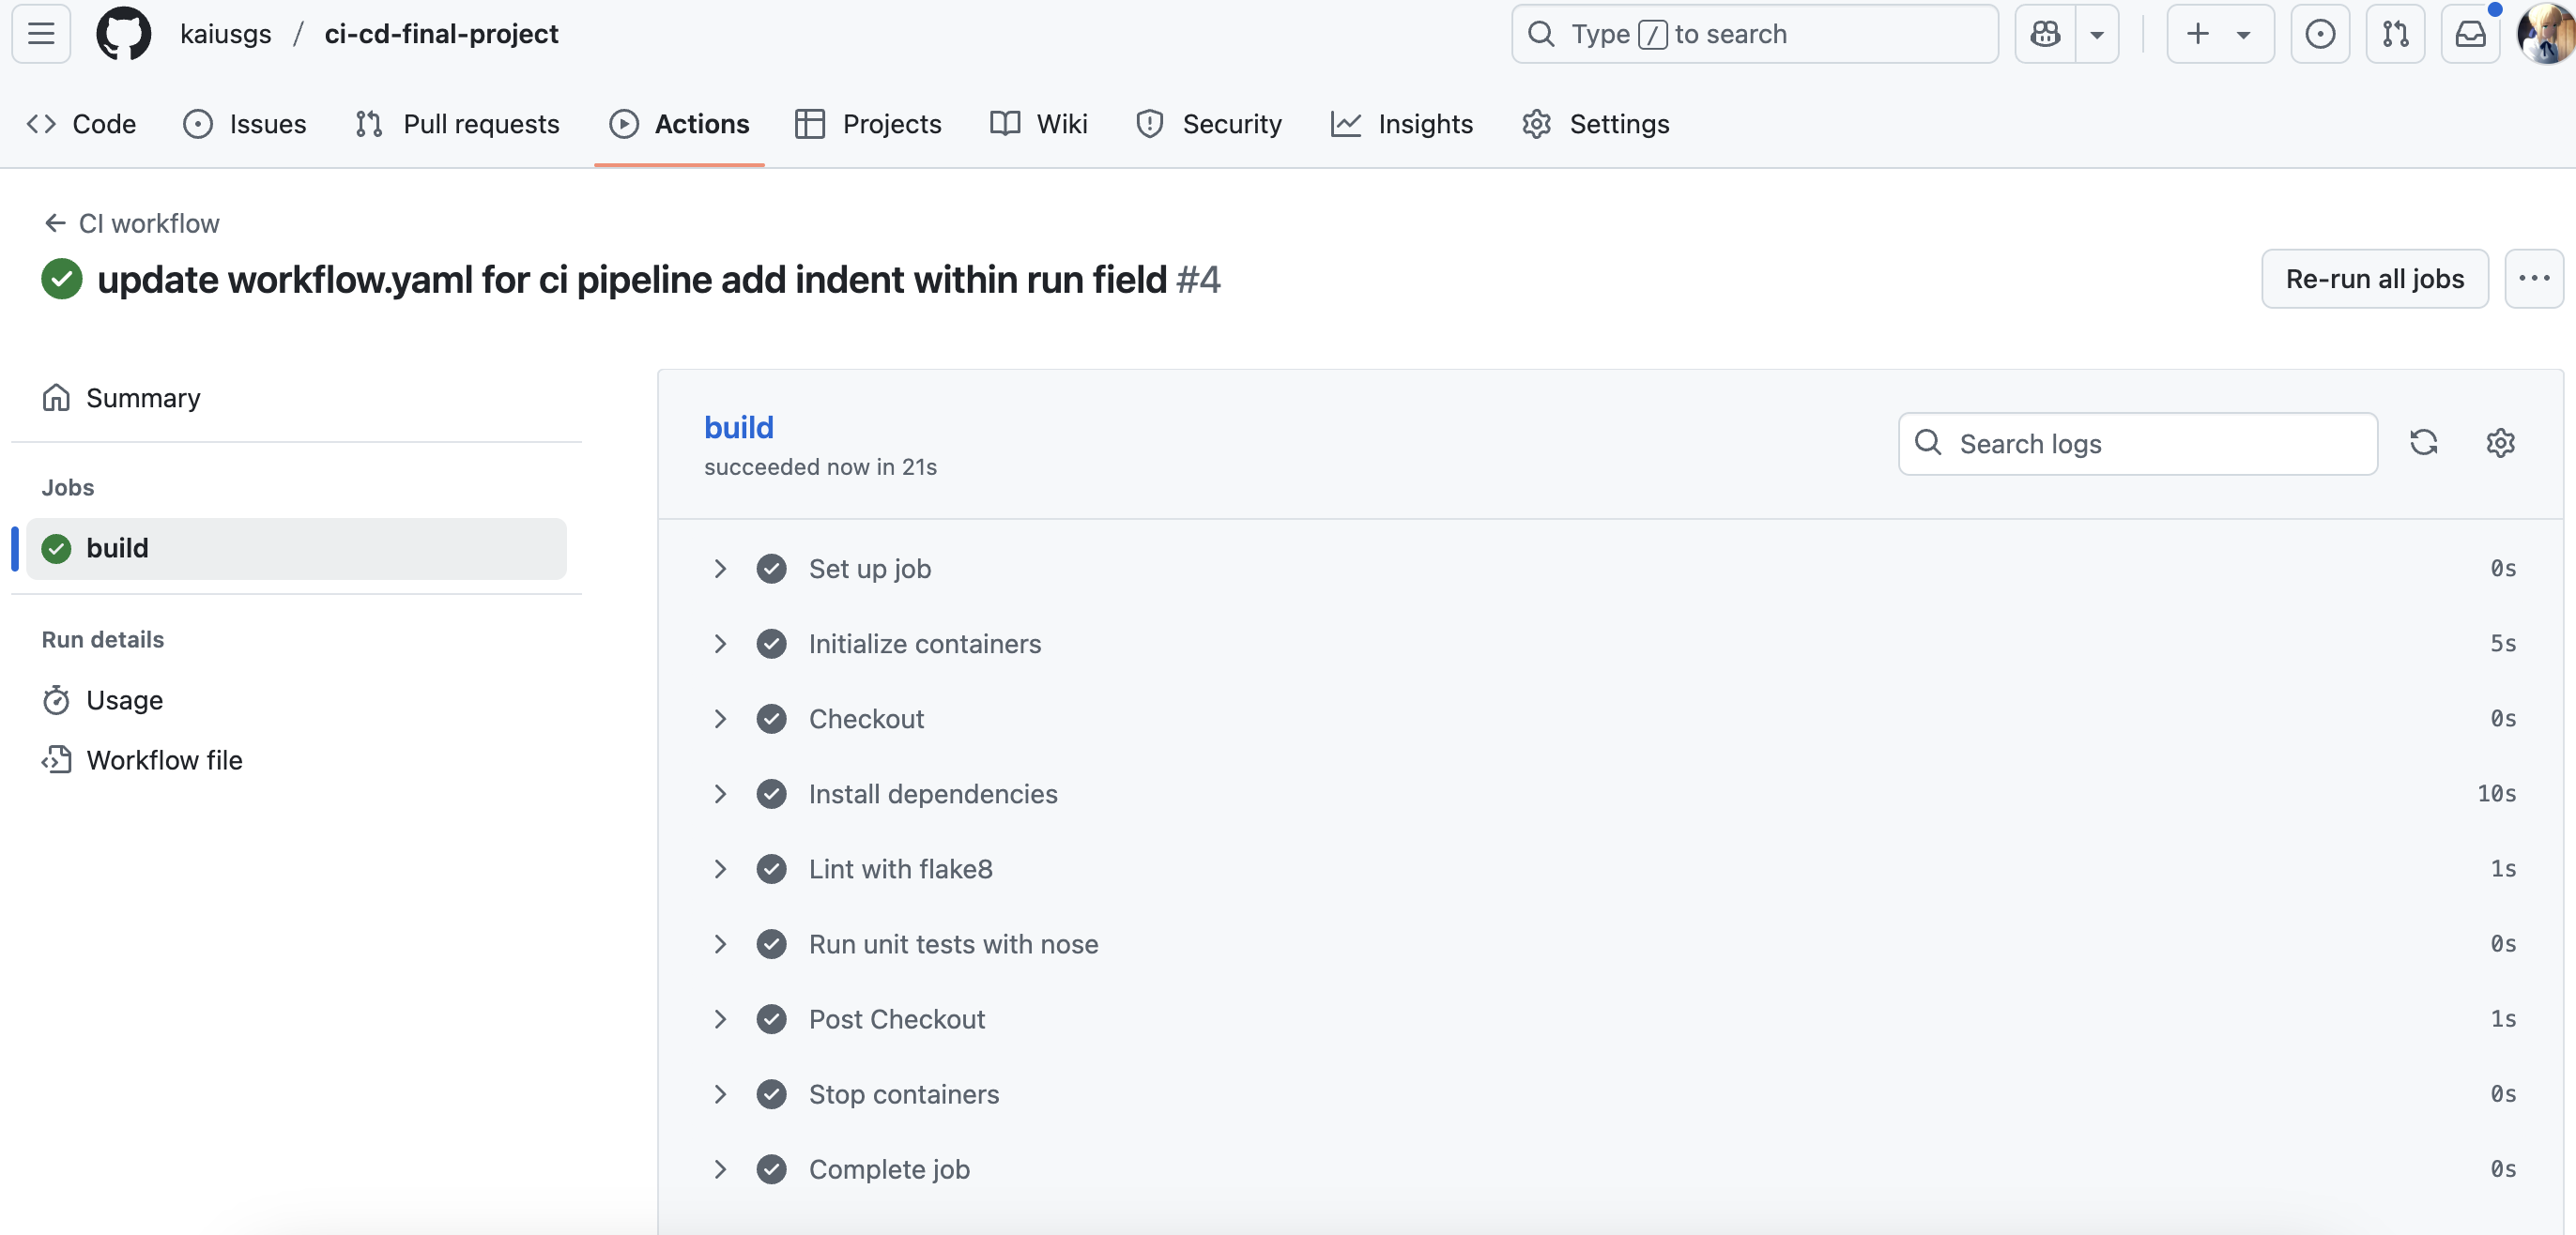 kaiusgs / ci-cd-final-project
Type / to search
Code
Issues
Pull requests
Actions
Projects
Wiki
Security
Insights
Settings
CI workflow
update workflow.yaml for ci pipeline add indent within run field #4
Re-run all jobs
Summary
Jobs
build
Run details
Usage
Workflow file
build
succeeded now in 21s
Search logs
Set up job 0s
Initialize containers 5s
Checkout 0s
Install dependencies 10s
Lint with flake8 1s
Run unit tests with nose 0s
Post Checkout 1s
Stop containers 0s
Complete job 0s